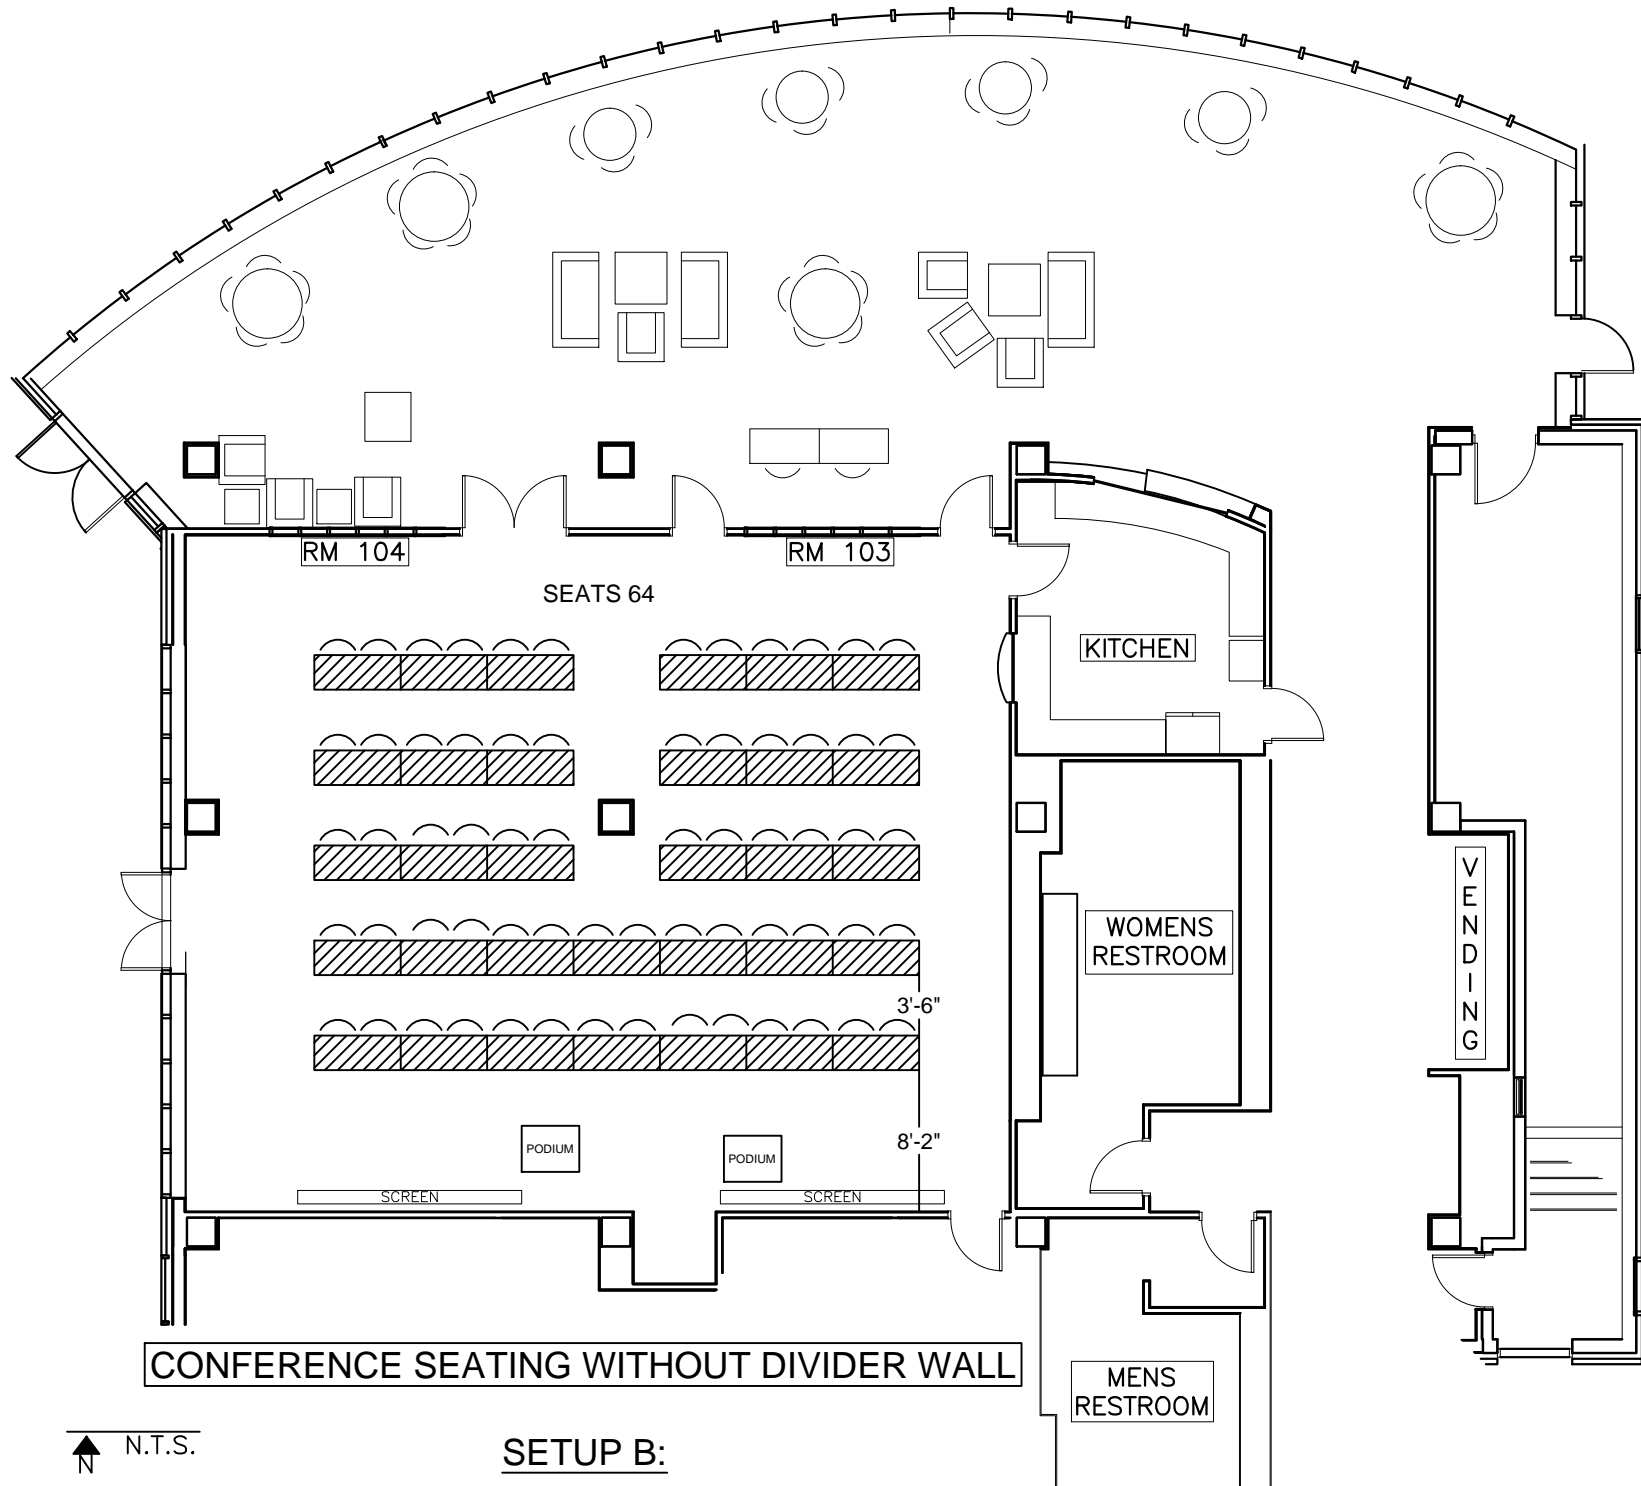 RM 104
RM 103
SEATS 64
KITCHEN
WOMENS
RESTROOM
V
E
N
D
I
N
G
3'-6"
8'-2"
PODIUM
PODIUM
SCREEN
SCREEN
CONFERENCE SEATING WITHOUT DIVIDER WALL
MENS
RESTROOM
N.T.S.
N
SETUP B: